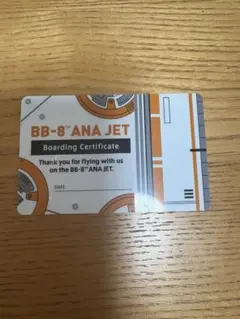 BB-8™ ANA JET
Boarding Certificate
Thank you for flying with us
on the BB-8™ ANA JET.
DATE